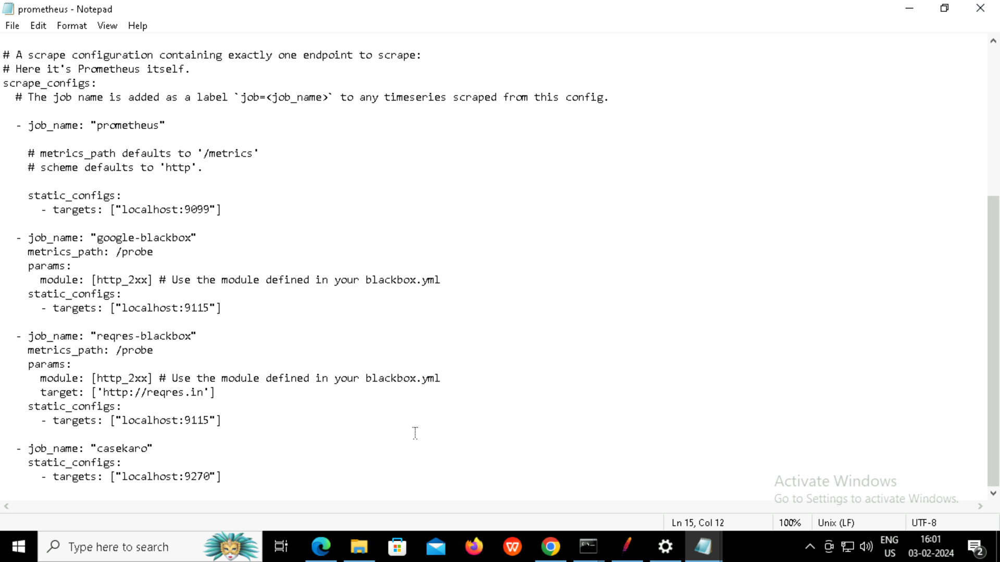 prometheus - Notepad
File Edit Format View Help
# A scrape configuration containing exactly one endpoint to scrape:
# Here it's Prometheus itself.
scrape_configs:
  # The job name is added as a label `job=<job_name>` to any timeseries scraped from this config.
  - job_name: "prometheus"
    # metrics_path defaults to '/metrics'
    # scheme defaults to 'http'.
    static_configs:
      - targets: ["localhost:9099"]
  - job_name: "google-blackbox"
    metrics_path: /probe
    params:
      module: [http_2xx] # Use the module defined in your blackbox.yml
    static_configs:
      - targets: ["localhost:9115"]
  - job_name: "reqres-blackbox"
    metrics_path: /probe
    params:
      module: [http_2xx] # Use the module defined in your blackbox.yml
      target: ['http://reqres.in']
    static_configs:
      - targets: ["localhost:9115"]
  - job_name: "casekaro"
    static_configs:
      - targets: ["localhost:9270"]
Activate Windows
Go to Settings to activate Windows.
Ln 15, Col 12 100% Unix (LF) UTF-8
Type here to search
ENG 16:01
US 03-02-2024 2